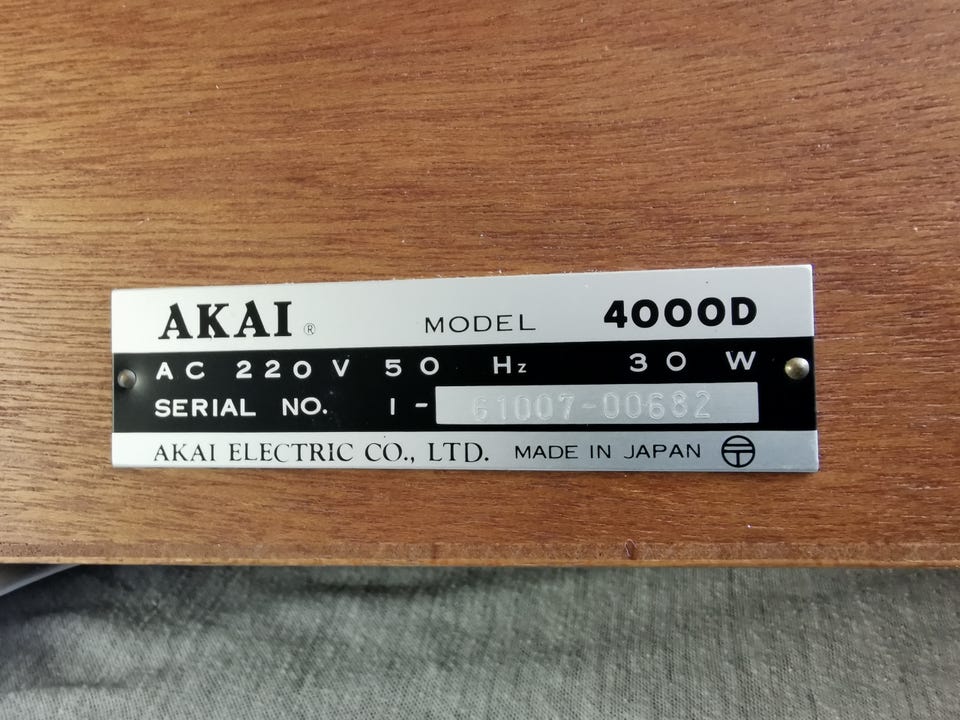 AKAI ® MODEL 4000D
AC 220V 50 Hz 30 W
SERIAL NO. 1-61007-00682
AKAI ELECTRIC CO., LTD. MADE IN JAPAN